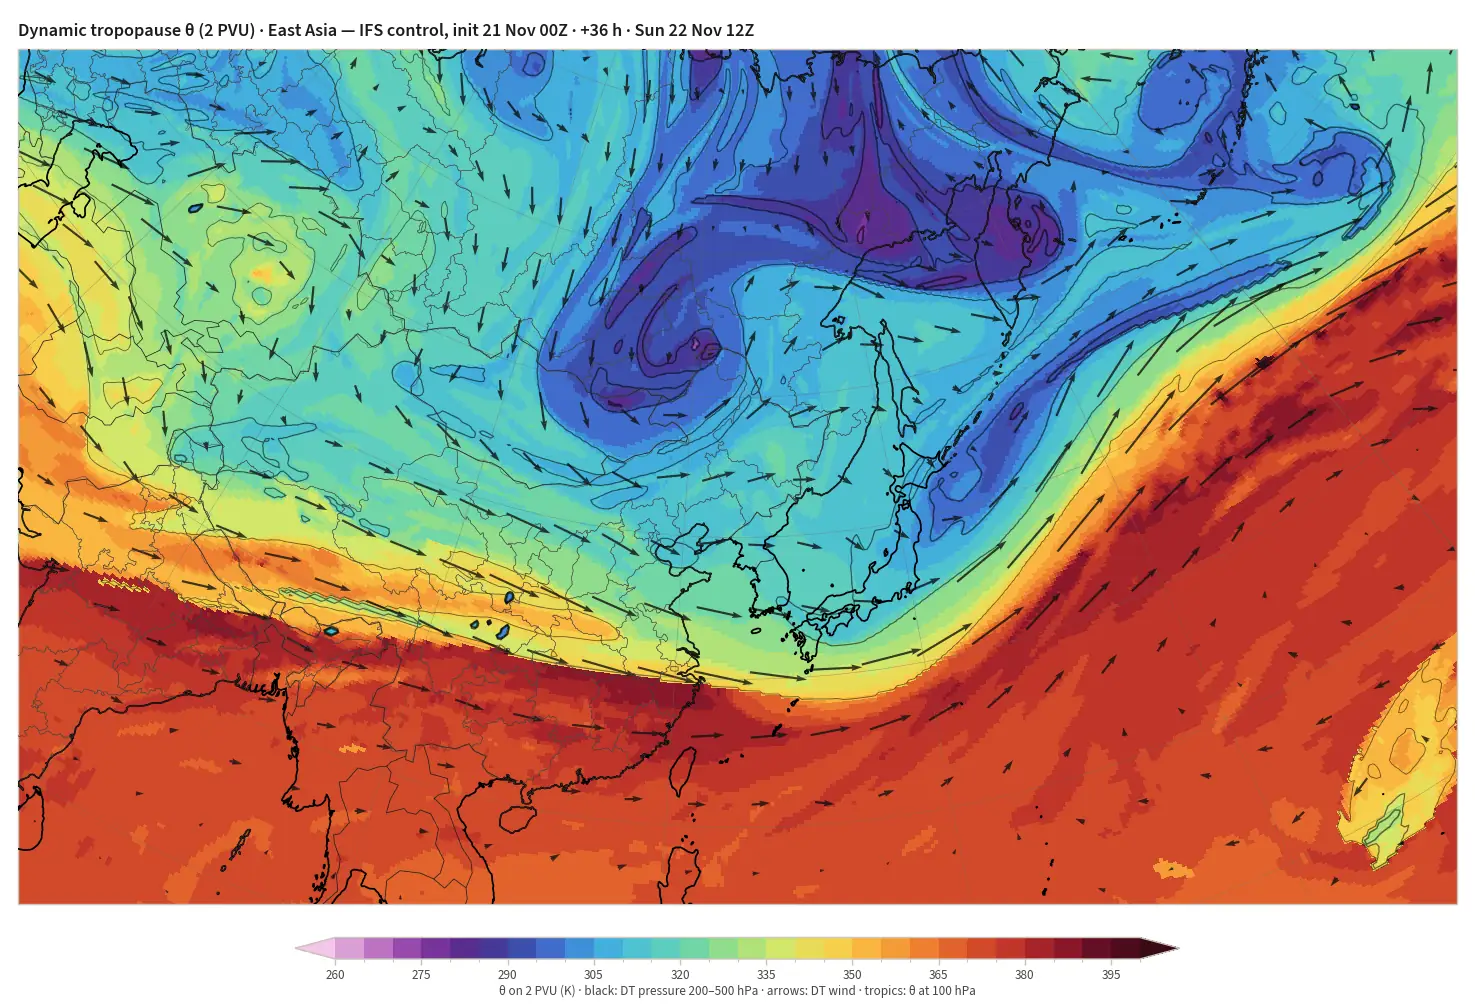 Dynamic tropopause θ (2 PVU) · East Asia — IFS control, init 21 Nov 00Z · +36 h · Sun 22 Nov 12Z
260 275 290 305 320 335 350 365 380 395
θ on 2 PVU (K) · black: DT pressure 200–500 hPa · arrows: DT wind · tropics: θ at 100 hPa